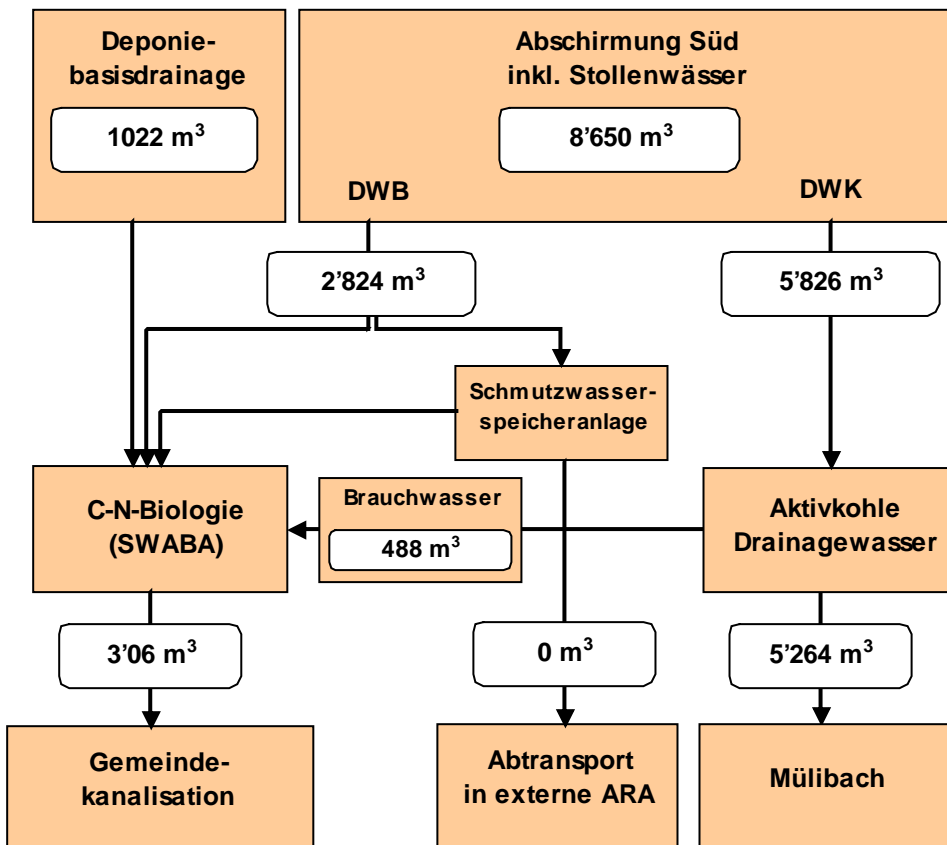 Deponie-
basisdrainage
1022 m³
Abschirmung Süd
inkl. Stollenwässer
8’650 m³
DWB
DWK
2’824 m³
5’826 m³
Schmutzwasser-
speicheranlage
C-N-Biologie
(SWABA)
Brauchwasser
488 m³
Aktivkohle
Drainagewasser
3’06 m³
0 m³
5’264 m³
Gemeinde-
kanalisation
Abtransport
in externe ARA
Mülibach